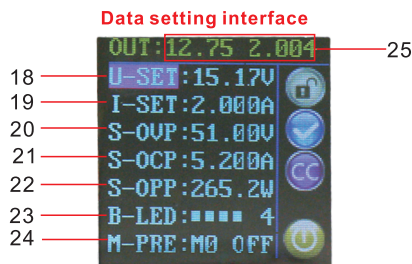 Data setting interface
OUT:12.75 2.004 25
18 U-SET:15.17V
19 I-SET:2.000A
20 S-OVP:51.00V
21 S-OCP:5.200A
CC
22 S-OPP:265.2W
23 B-LED:■■■■ 4
24 M-PRE:M0 OFF